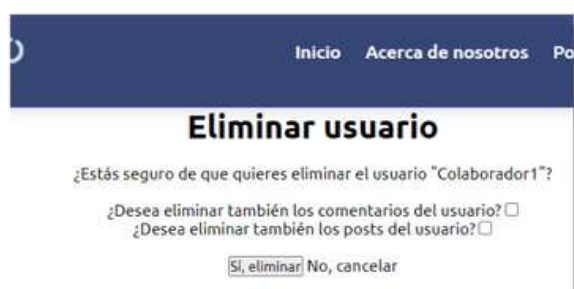 Inicio Acerca de nosotros Po
Eliminar usuario
¿Estás seguro de que quieres eliminar el usuario "Colaborador1"?
¿Desea eliminar también los comentarios del usuario?
¿Desea eliminar también los posts del usuario?
Sí, eliminar No, cancelar